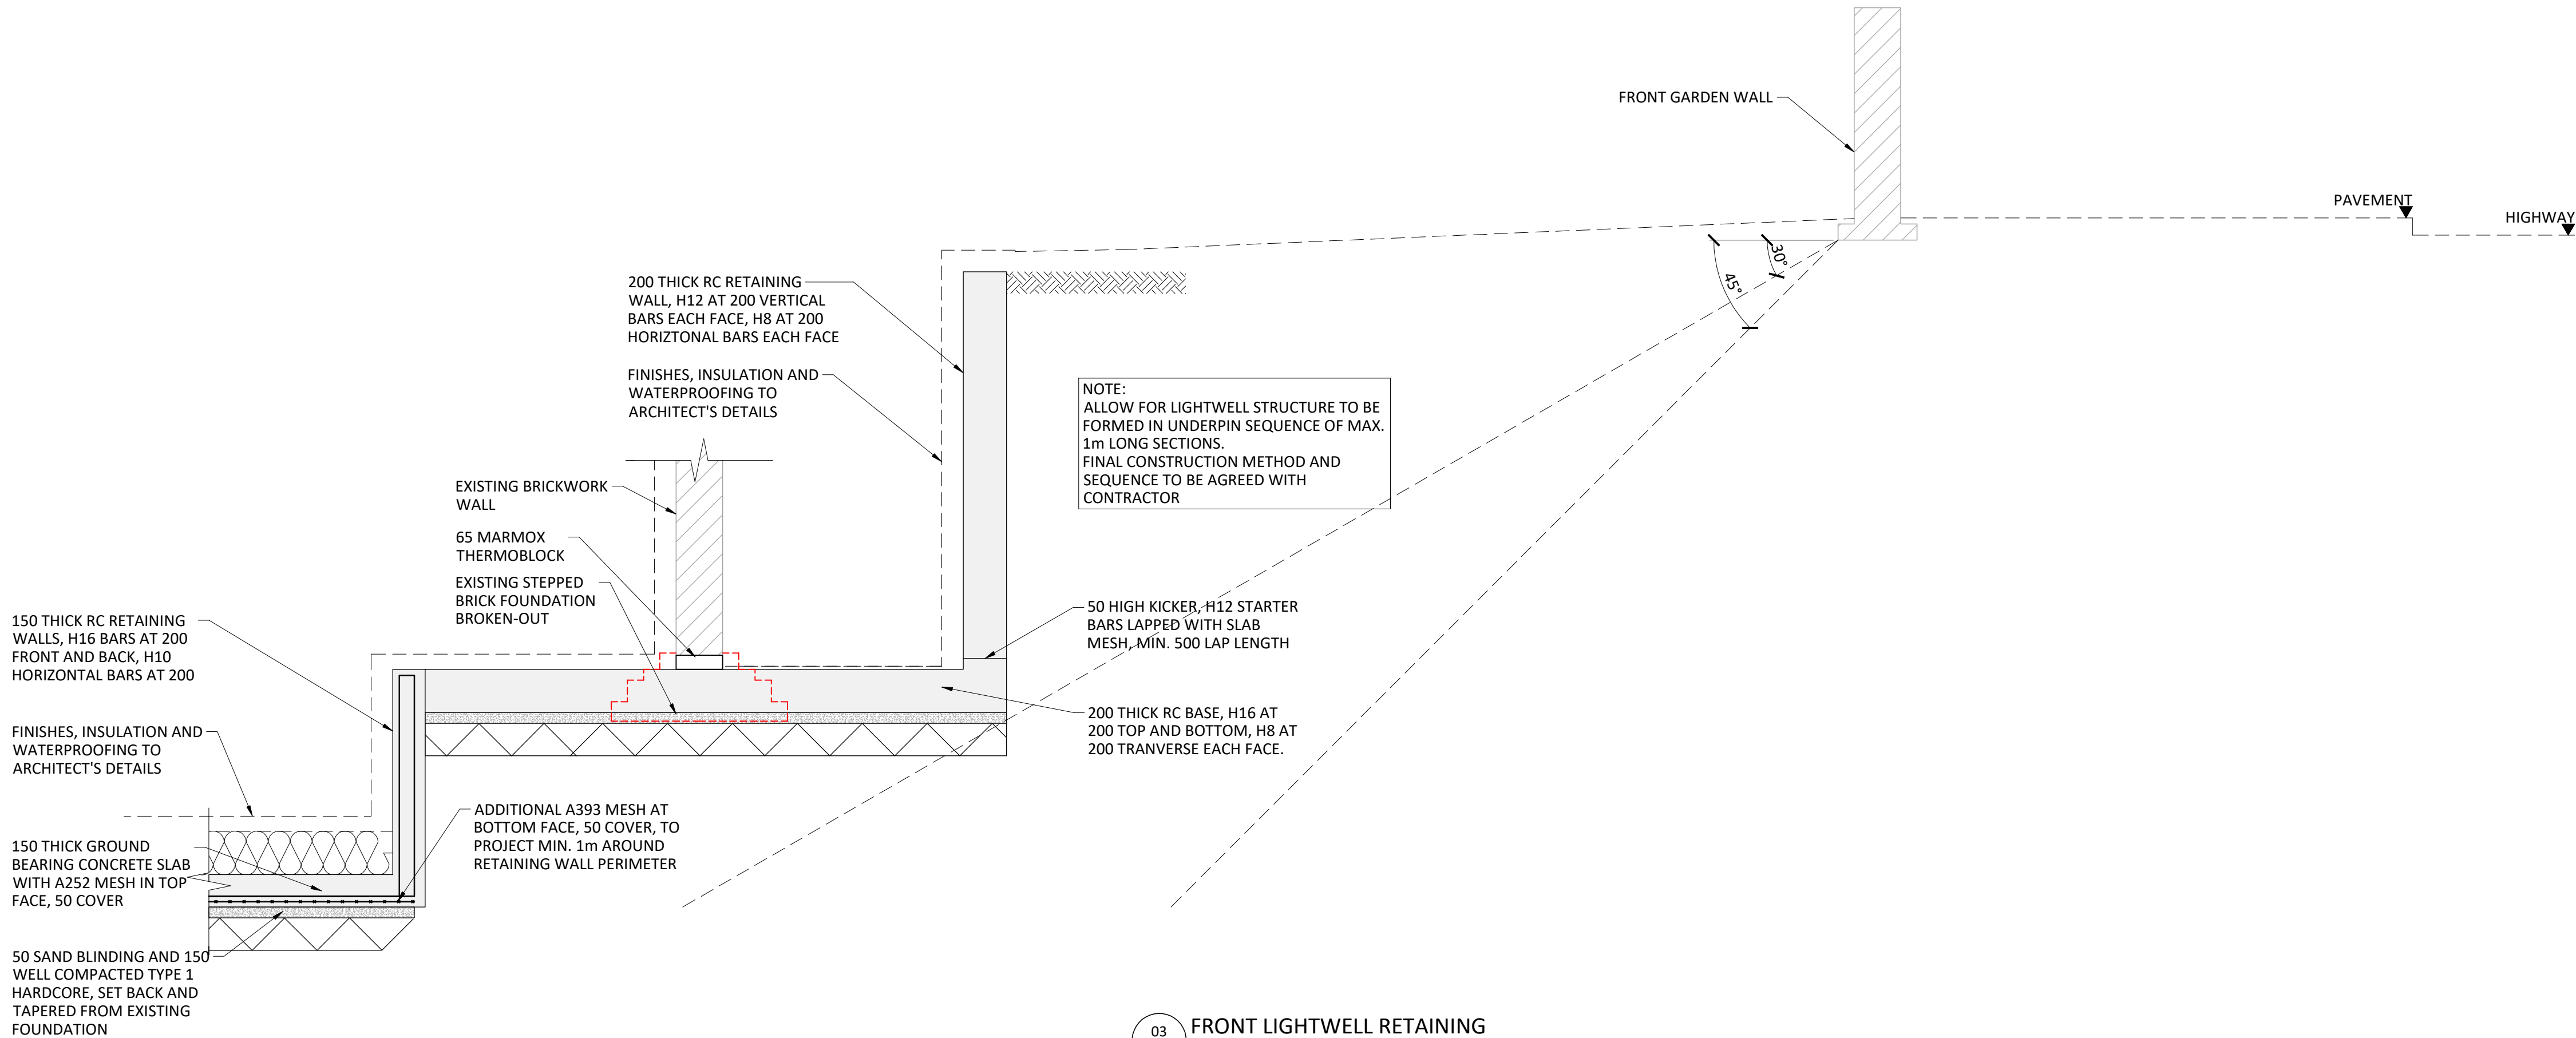 FRONT GARDEN WALL
PAVEMENT
HIGHWAY
30°
45°
200 THICK RC RETAINING
WALL, H12 AT 200 VERTICAL
BARS EACH FACE, H8 AT 200
HORIZTONAL BARS EACH FACE
FINISHES, INSULATION AND
WATERPROOFING TO
ARCHITECT'S DETAILS
NOTE:
ALLOW FOR LIGHTWELL STRUCTURE TO BE
FORMED IN UNDERPIN SEQUENCE OF MAX.
1m LONG SECTIONS.
FINAL CONSTRUCTION METHOD AND
SEQUENCE TO BE AGREED WITH
CONTRACTOR
EXISTING BRICKWORK
WALL
65 MARMOX
THERMOBLOCK
EXISTING STEPPED
BRICK FOUNDATION
BROKEN-OUT
50 HIGH KICKER, H12 STARTER
BARS LAPPED WITH SLAB
MESH, MIN. 500 LAP LENGTH
150 THICK RC RETAINING
WALLS, H16 BARS AT 200
FRONT AND BACK, H10
HORIZONTAL BARS AT 200
200 THICK RC BASE, H16 AT
200 TOP AND BOTTOM, H8 AT
200 TRANVERSE EACH FACE.
FINISHES, INSULATION AND
WATERPROOFING TO
ARCHITECT'S DETAILS
ADDITIONAL A393 MESH AT
BOTTOM FACE, 50 COVER, TO
PROJECT MIN. 1m AROUND
RETAINING WALL PERIMETER
150 THICK GROUND
BEARING CONCRETE SLAB
WITH A252 MESH IN TOP
FACE, 50 COVER
50 SAND BLINDING AND 150
WELL COMPACTED TYPE 1
HARDCORE, SET BACK AND
TAPERED FROM EXISTING
FOUNDATION
03
FRONT LIGHTWELL RETAINING